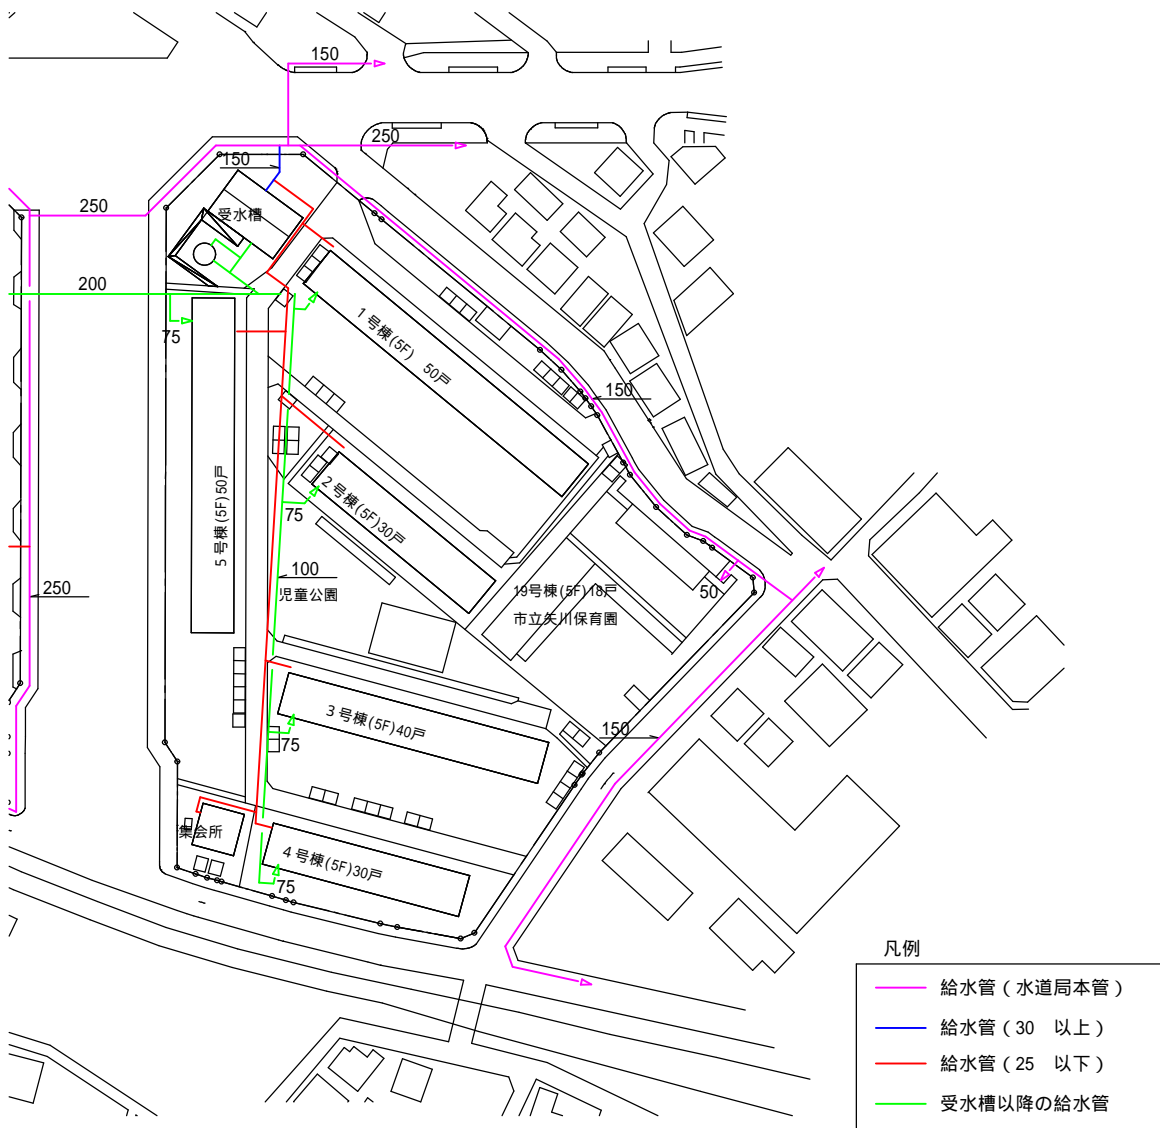 150
250
150
250
受水槽
200
75
1号棟(5F) 50戸
150
5号棟(5F)50戸
2号棟(5F)30戸
75
100
児童公園
19号棟(5F)18戸
市立矢川保育園
50
250
3号棟(5F)40戸
75
150
集会所
4号棟(5F)30戸
75
凡例
給水管(水道局本管)
給水管(30 以上)
給水管(25 以下)
受水槽以降の給水管